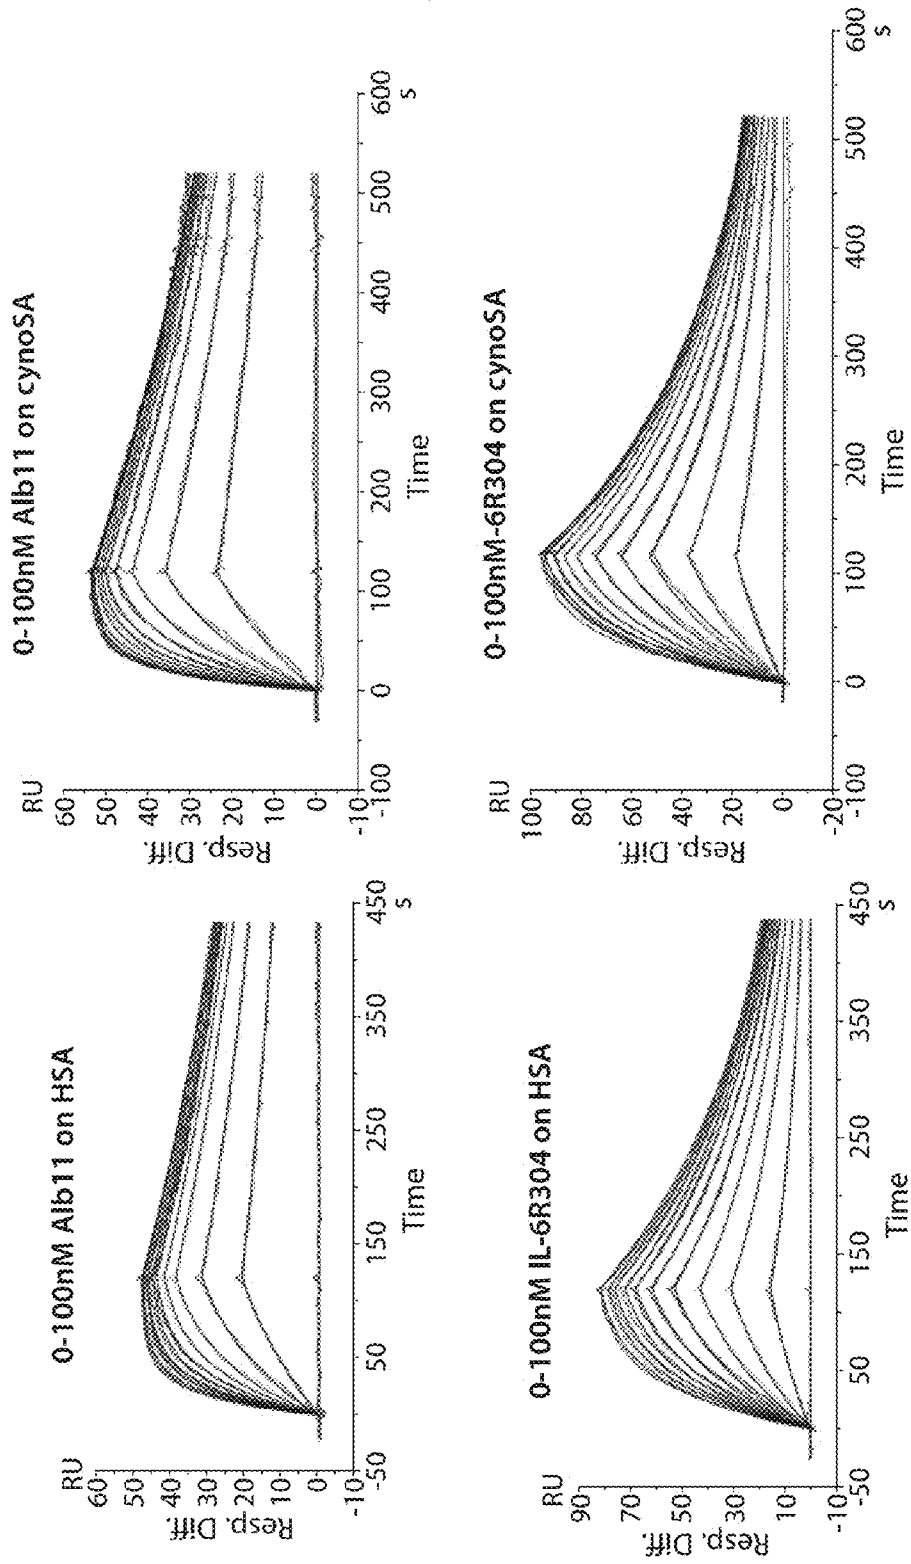 0-100nM Alb11 on HSA
RU
60
50
40
30
20
10
0
-10
Resp. Diff.
-50
50
150
250
350
450
s
Time
0-100nM Alb11 on cynoSA
RU
60
50
40
30
20
10
0
-10
Resp. Diff.
-100
0
100
200
300
400
500
600
s
Time
0-100nM IL-6R304 on HSA
RU
90
70
50
30
10
-10
Resp. Diff.
-50
50
150
250
350
450
s
Time
0-100nM-6R304 on cynoSA
RU
100
80
60
40
20
0
-20
Resp. Diff.
-100
0
100
200
300
400
500
600
s
Time